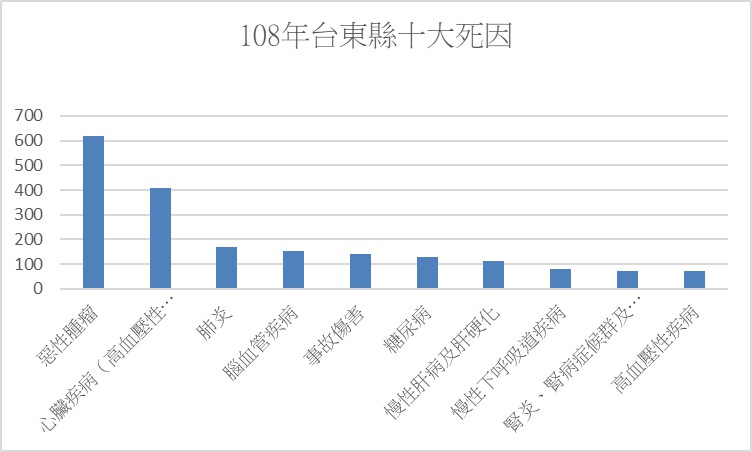 108年台東縣十大死因
700
600
500
400
300
200
100
0
惡性腫瘤
心臟疾病（高血壓性…
肺炎
腦血管疾病
事故傷害
糖尿病
慢性肝病及肝硬化
慢性下呼吸道疾病
腎炎、腎病症候群及…
高血壓性疾病